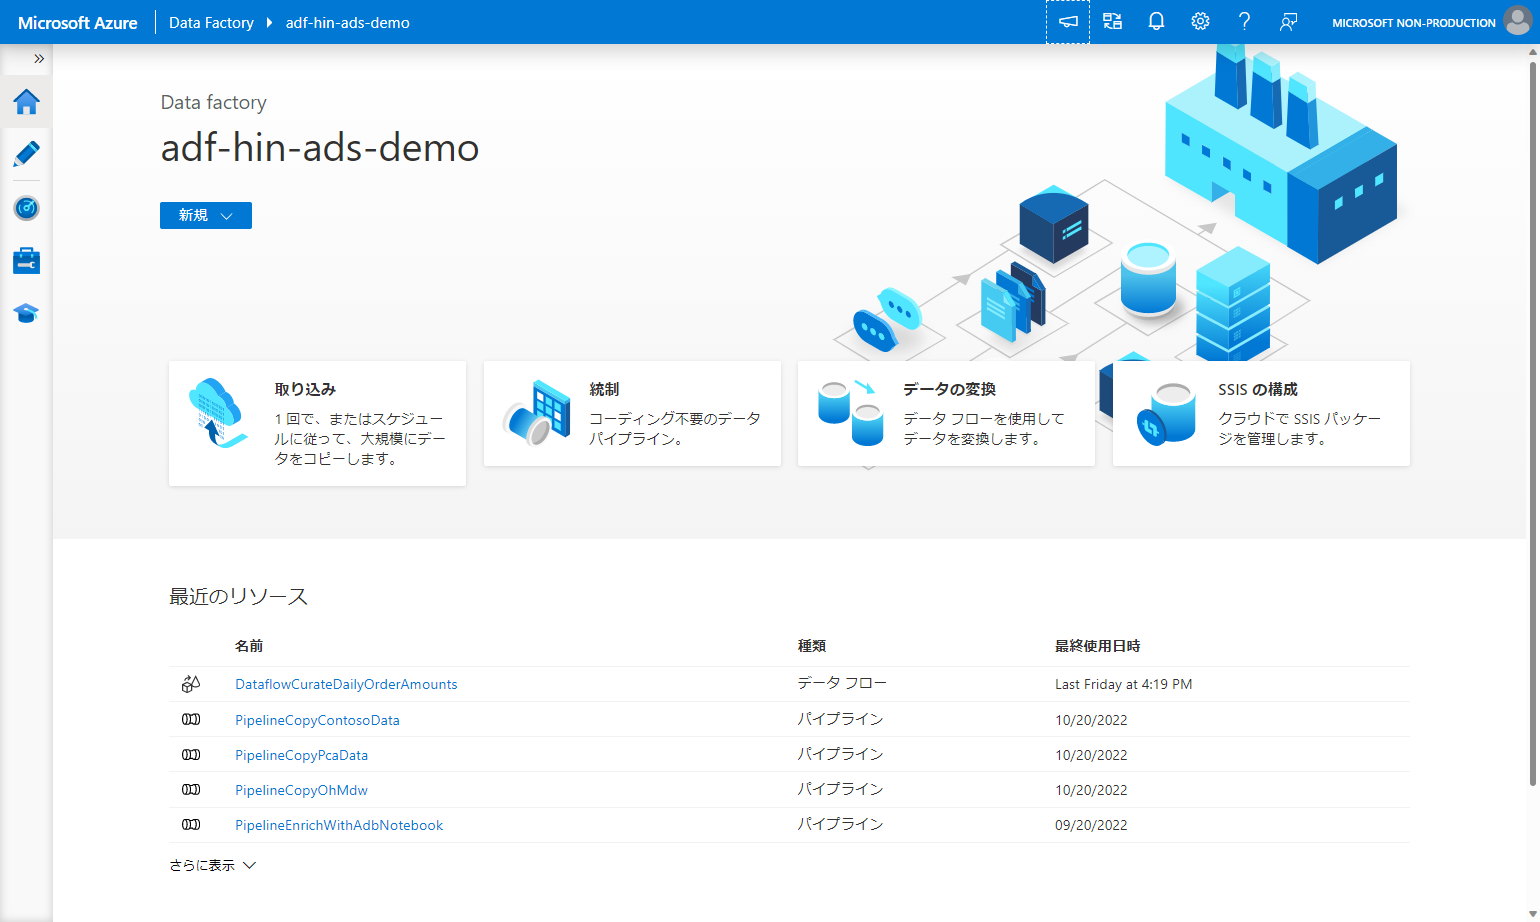 Microsoft Azure
Data Factory
adf-hin-ads-demo
MICROSOFT NON-PRODUCTION
Data factory
adf-hin-ads-demo
新規
取り込み
1 回で、またはスケジュー
ルに従って、大規模にデー
タをコピーします。
統制
コーディング不要のデータ
パイプライン。
データの変換
データ フローを使用して
データを変換します。
SSIS の構成
クラウドで SSIS パッケー
ジを管理します。
最近のリソース
名前 種類 最終使用日時
DataflowCurateDailyOrderAmounts データ フロー Last Friday at 4:19 PM
PipelineCopyContosoData パイプライン 10/20/2022
PipelineCopyPcaData パイプライン 10/20/2022
PipelineCopyOhMdw パイプライン 10/20/2022
PipelineEnrichWithAdbNotebook パイプライン 09/20/2022
さらに表示